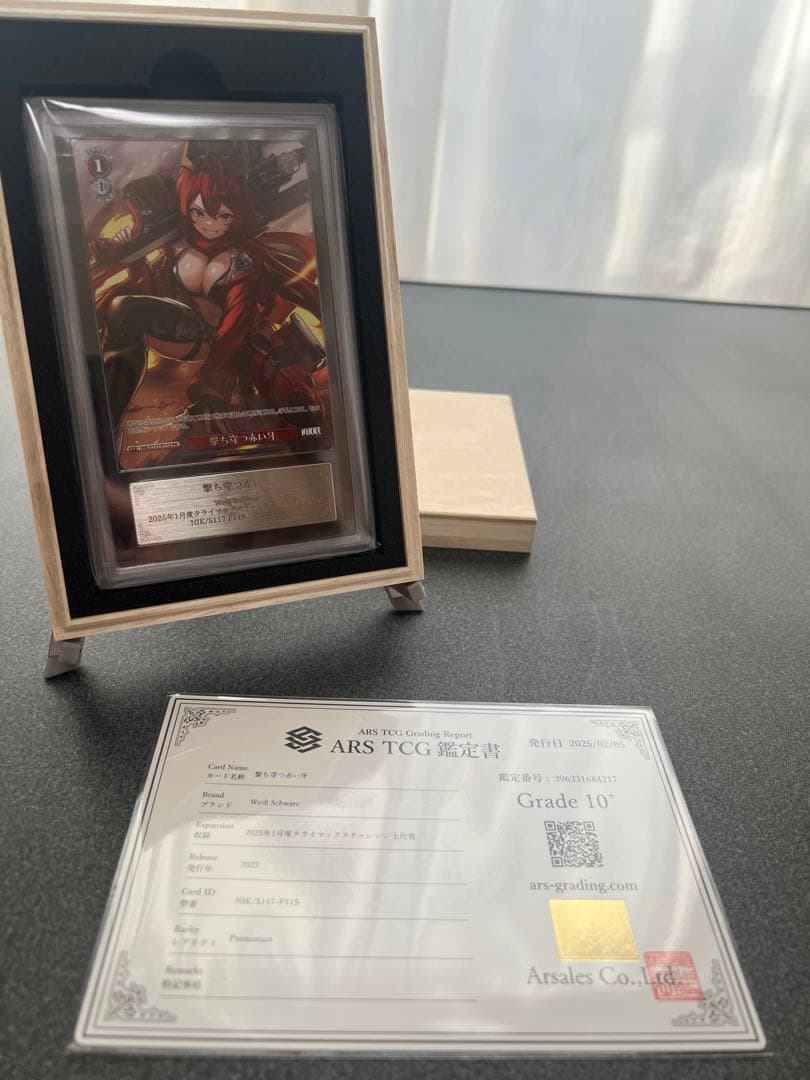 1
1
撃ち穿つ赤い牙
NIKKE
撃ち穿つ赤い牙
Weiß Schwarz
2025年1月度クライマックスチャレンジ
NIK/S117-P115 Promotion
ARS TCG Grading Report
ARS TCG 鑑定書
発行日 2025/02/05
Card Name
カード名称 撃ち穿つ赤い牙
鑑定番号：396331684217
Brand
ブランド Weiß Schwarz
Grade 10+
Expansion
収録 2025年1月度クライマックスチャレンジ 上位賞
Release
発行年 2025
ars-grading.com
Card ID
型番 NIK/S117-P115
Rarity
レアリティ Promotion
Remarks
特記事項
Arsales Co.,Ltd.